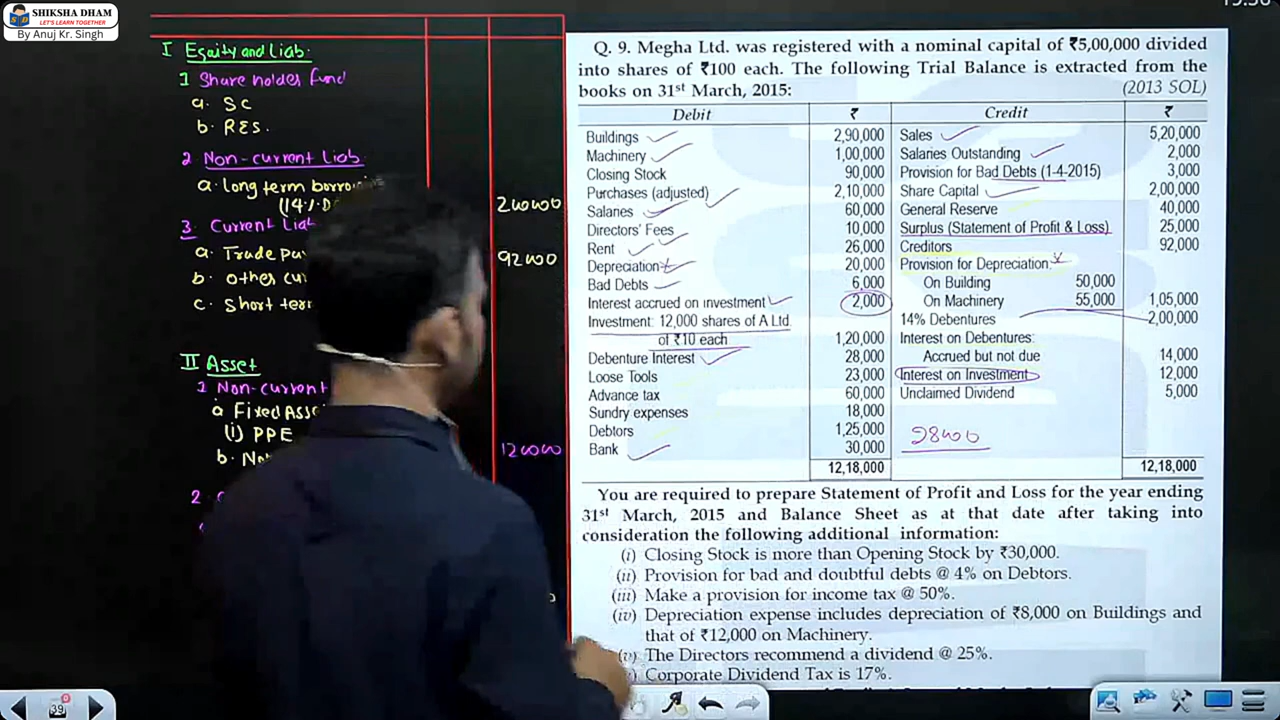 SHIKSHA DHAM
LET'S LEARN TOGETHER
By Anuj Kr. Singh
I Equity and Liab.
1 Share holder fund
a. SC
b. RES.
2 Non-current Liab
a. Long term
(14%
200000
3. Current
a. Trade
92000
b. Other
c. Short
II Asset
1 Non-current
a Fixed
(i) PPE
b.
120000
2
Q. 9. Megha Ltd. was registered with a nominal capital of ₹5,00,000 divided
into shares of ₹100 each. The following Trial Balance is extracted from the
books on 31st March, 2015: (2013 SOL)
Debit ₹ Credit ₹
Buildings 2,90,000 Sales 5,20,000
Machinery 1,00,000 Salaries Outstanding 2,000
Closing Stock 90,000 Provision for Bad Debts (1-4-2015) 3,000
Purchases (adjusted) 2,10,000 Share Capital 2,00,000
Salanes 60,000 General Reserve 40,000
Directors' Fees 10,000 Surplus (Statement of Profit & Loss) 25,000
Rent 26,000 Creditors 92,000
Depreciation 20,000 Provision for Depreciation:
Bad Debts 6,000 On Building 50,000
Interest accrued on investment 2,000 On Machinery 55,000 1,05,000
Investment: 12,000 shares of A Ltd. 14% Debentures 2,00,000
of ₹10 each 1,20,000 Interest on Debentures:
Debenture Interest 28,000 Accrued but not due 14,000
Loose Tools 23,000 Interest on Investment 12,000
Advance tax 60,000 Unclaimed Dividend 5,000
Sundry expenses 18,000
Debtors 1,25,000 28000
Bank 30,000
12,18,000 12,18,000
You are required to prepare Statement of Profit and Loss for the year ending
31st March, 2015 and Balance Sheet as at that date after taking into
consideration the following additional information:
(i) Closing Stock is more than Opening Stock by ₹30,000.
(ii) Provision for bad and doubtful debts @ 4% on Debtors.
(iii) Make a provision for income tax @ 50%.
(iv) Depreciation expense includes depreciation of ₹8,000 on Buildings and
that of ₹12,000 on Machinery.
(v) The Directors recommend a dividend @ 25%.
Corporate Dividend Tax is 17%.
39